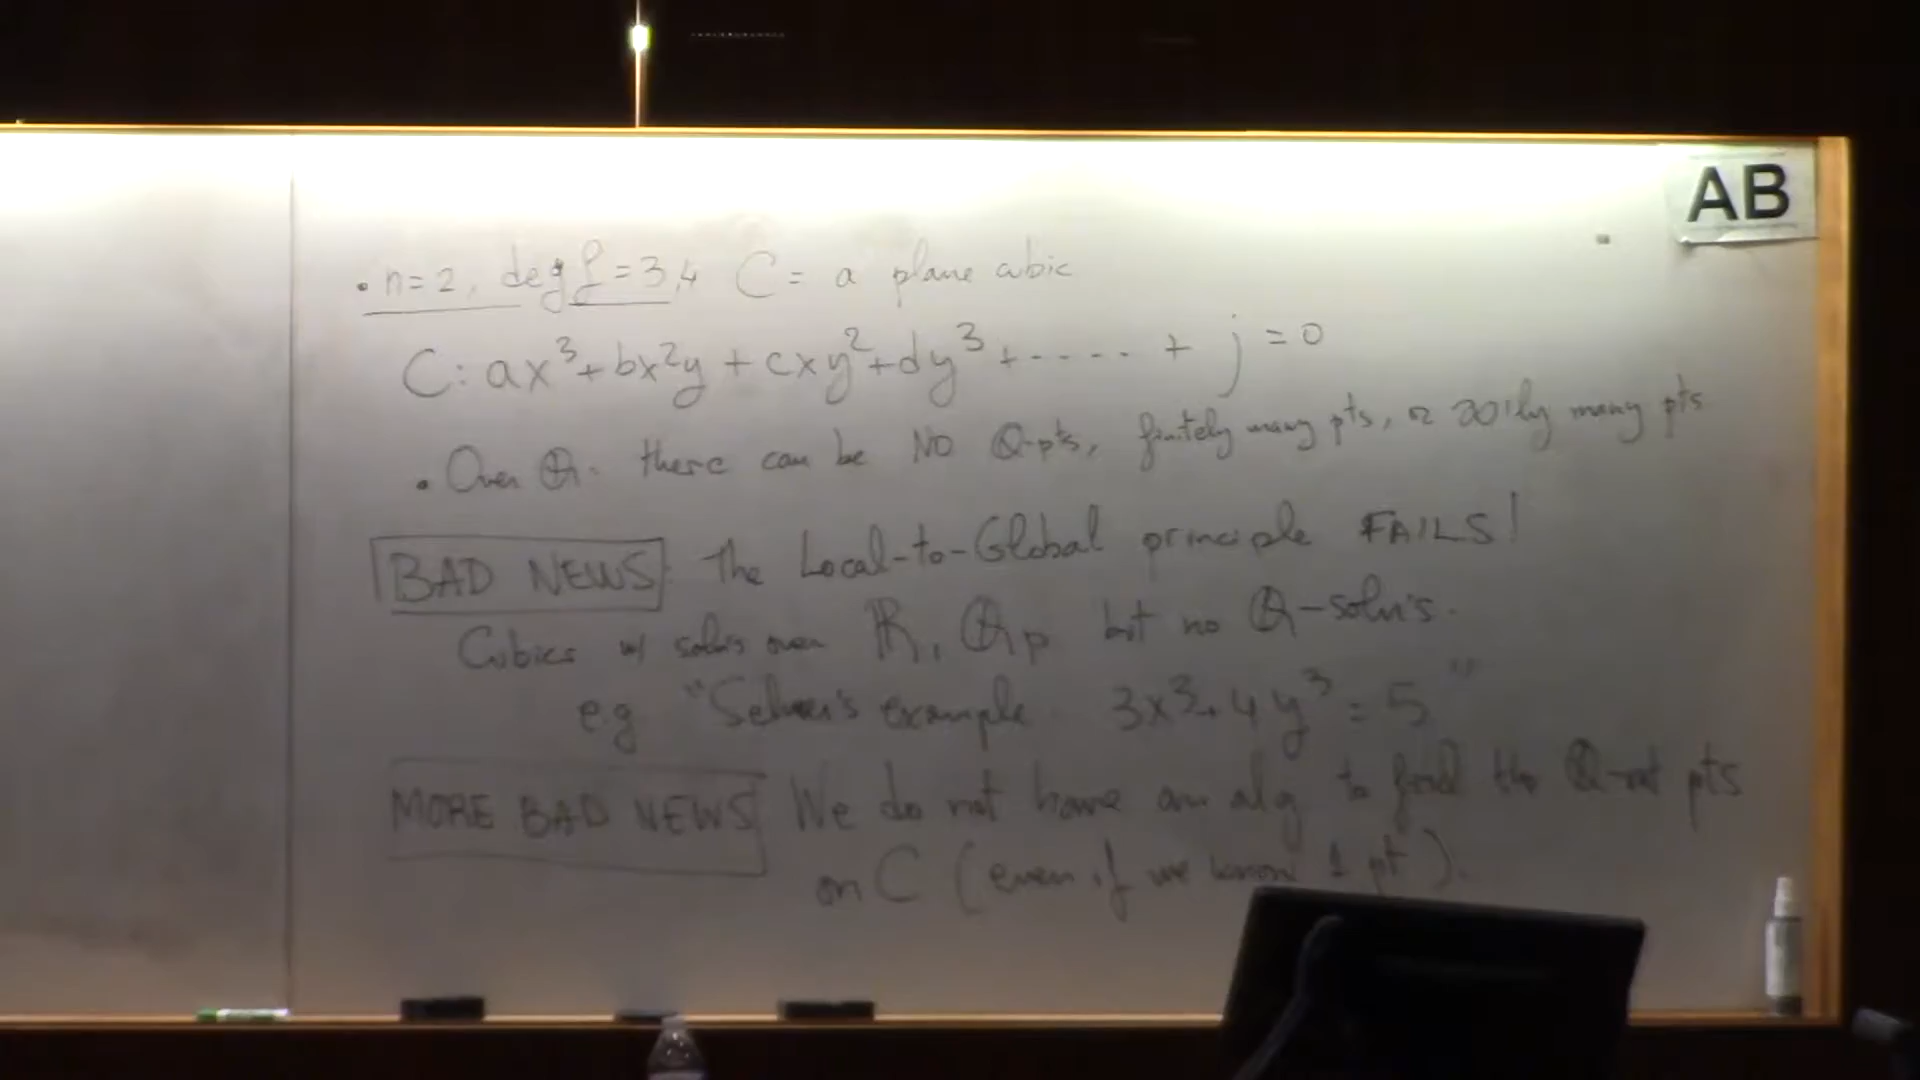 AB
• n=2, deg f=3,4 C= a plane cubic
C: ax³+bx²y+cxy²+dy³+.....+j=0
• Over ℚ: there can be NO ℚ-pts, finitely many pts, or ∞ily many pts
BAD NEWS: The Local-to-Global principle FAILS!
Cubics w/ sol'ns over ℝ, ℚp but no ℚ-soln's.
e.g "Selmer's example 3x³+4y³=5"
MORE BAD NEWS We do not have an alg to find the ℚ-rat pts
on C (even if we know 1 pt).